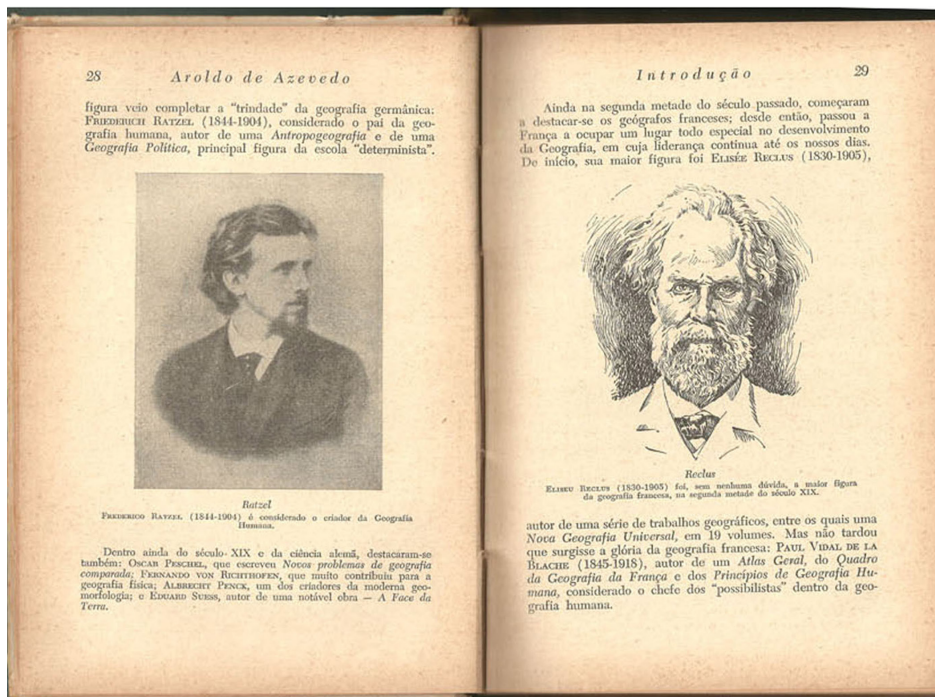 28
Aroldo de Azevedo
figura veio completar a "trindade" da geografia germânica:
FRIEDERICH RATZEL (1844-1904), considerado o pai da geo-
grafia humana, autor de uma Antropogeografia e de uma
Geografia Política, principal figura da escola "determinista".
Ratzel
FREDERICO RATZEL (1844-1904) é considerado o criador da Geografia
Humana.
Dentro ainda do século XIX e da ciência alemã, destacaram-se
também: OSCAR PESCHEL, que escreveu Novos problemas de geografia
comparada; FERNANDO VON RICHTHOFEN, que muito contribuiu para a
geografia física; ALBRECHT PENCK, um dos criadores da moderna geo-
morfologia; e EDUARD SUESS, autor de uma notável obra — A Face da
Terra.
Introdução
29
Ainda na segunda metade do século passado, começaram
a destacar-se os geógrafos franceses; desde então, passou a
França a ocupar um lugar todo especial no desenvolvimento
da Geografia, em cuja liderança continua até os nossos dias.
De início, sua maior figura foi ELISÉE RECLUS (1830-1905),
Reclus
ELISEU RECLUS (1830-1905) foi, sem nenhuma dúvida, a maior figura
da geografia francesa, na segunda metade do século XIX.
autor de uma série de trabalhos geográficos, entre os quais uma
Nova Geografia Universal, em 19 volumes. Mas não tardou
que surgisse a glória da geografia francesa: PAUL VIDAL DE LA
BLACHE (1845-1918), autor de um Atlas Geral, do Quadro
da Geografia da França e dos Princípios de Geografia Hu-
mana, considerado o chefe dos "possibilistas" dentro da geo-
grafia humana.